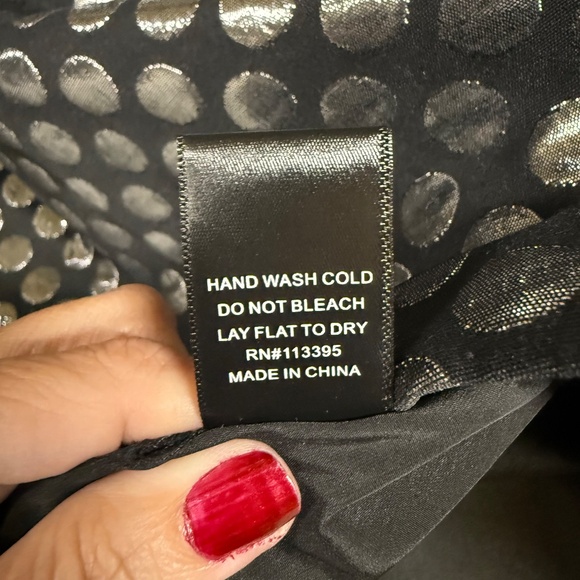 HAND WASH COLD
DO NOT BLEACH
LAY FLAT TO DRY
RN#113395
MADE IN CHINA